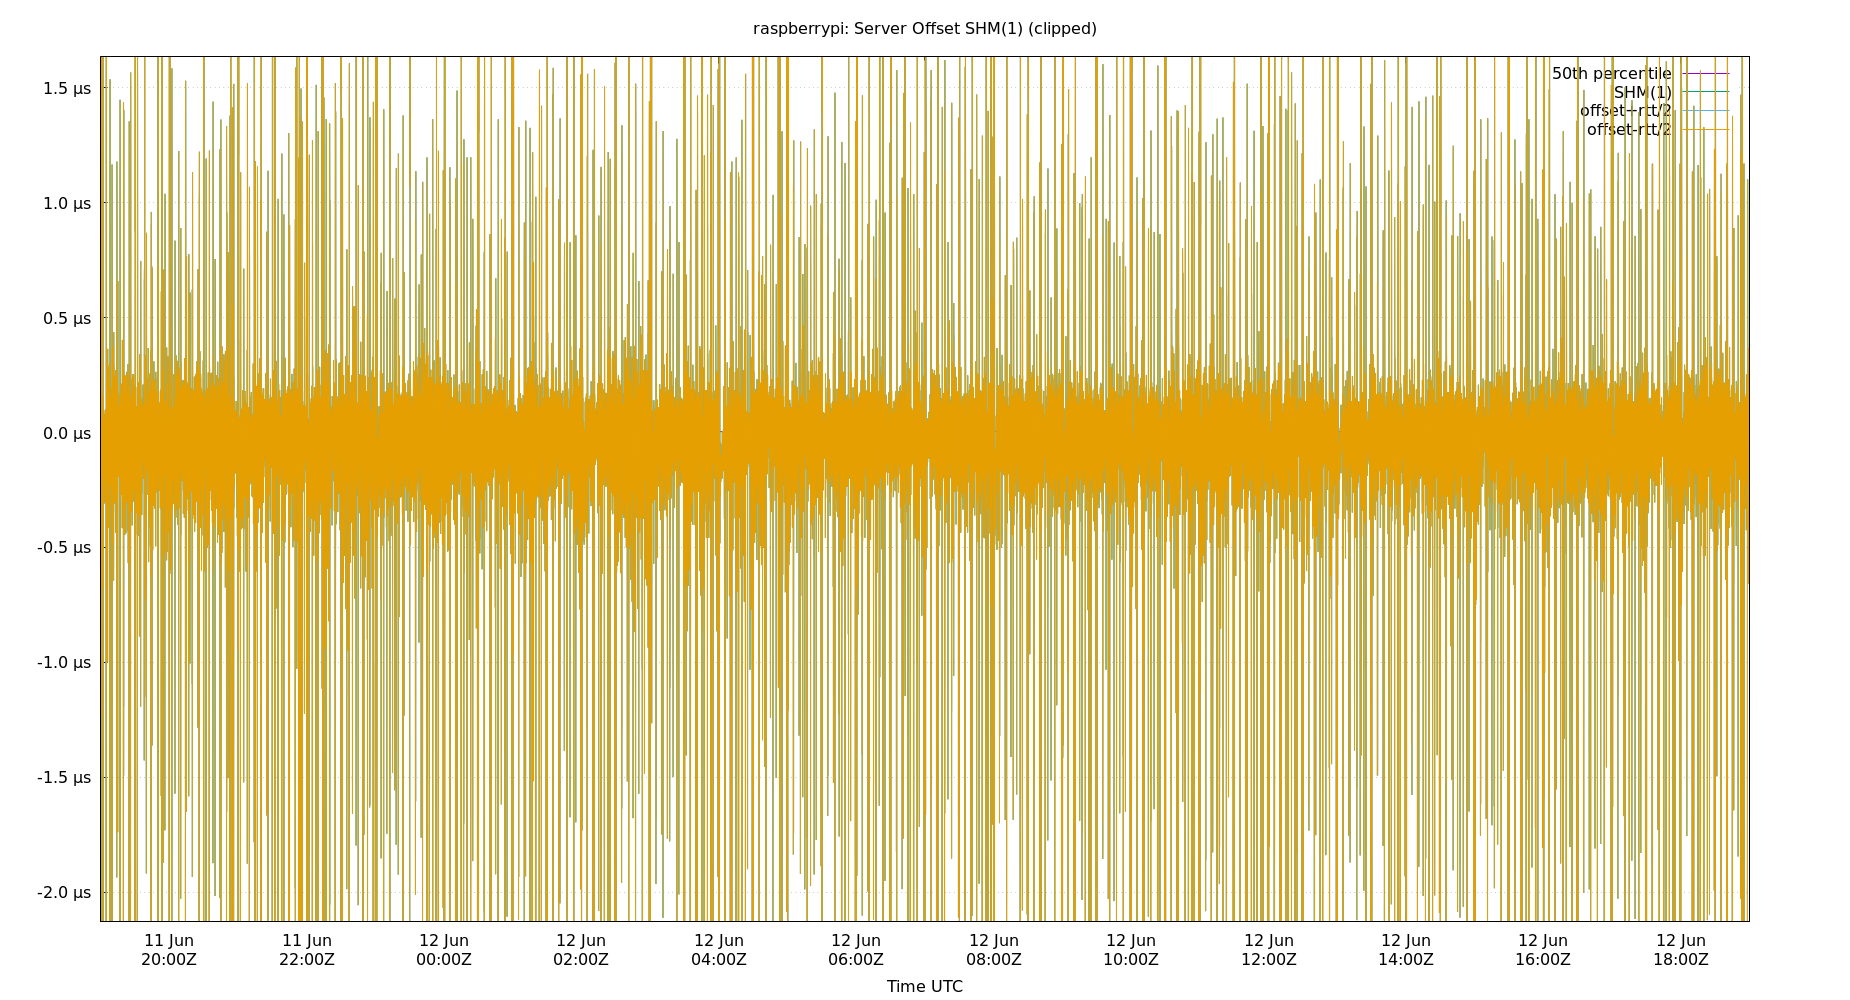 raspberrypi: Server Offset SHM(1) (clipped)
50th percentile
SHM(1)
offset+rtt/2
offset-rtt/2
1.5 µs
1.0 µs
0.5 µs
0.0 µs
-0.5 µs
-1.0 µs
-1.5 µs
-2.0 µs
11 Jun 11 Jun 12 Jun 12 Jun 12 Jun 12 Jun 12 Jun 12 Jun 12 Jun 12 Jun 12 Jun 12 Jun
20:00Z 22:00Z 00:00Z 02:00Z 04:00Z 06:00Z 08:00Z 10:00Z 12:00Z 14:00Z 16:00Z 18:00Z
Time UTC